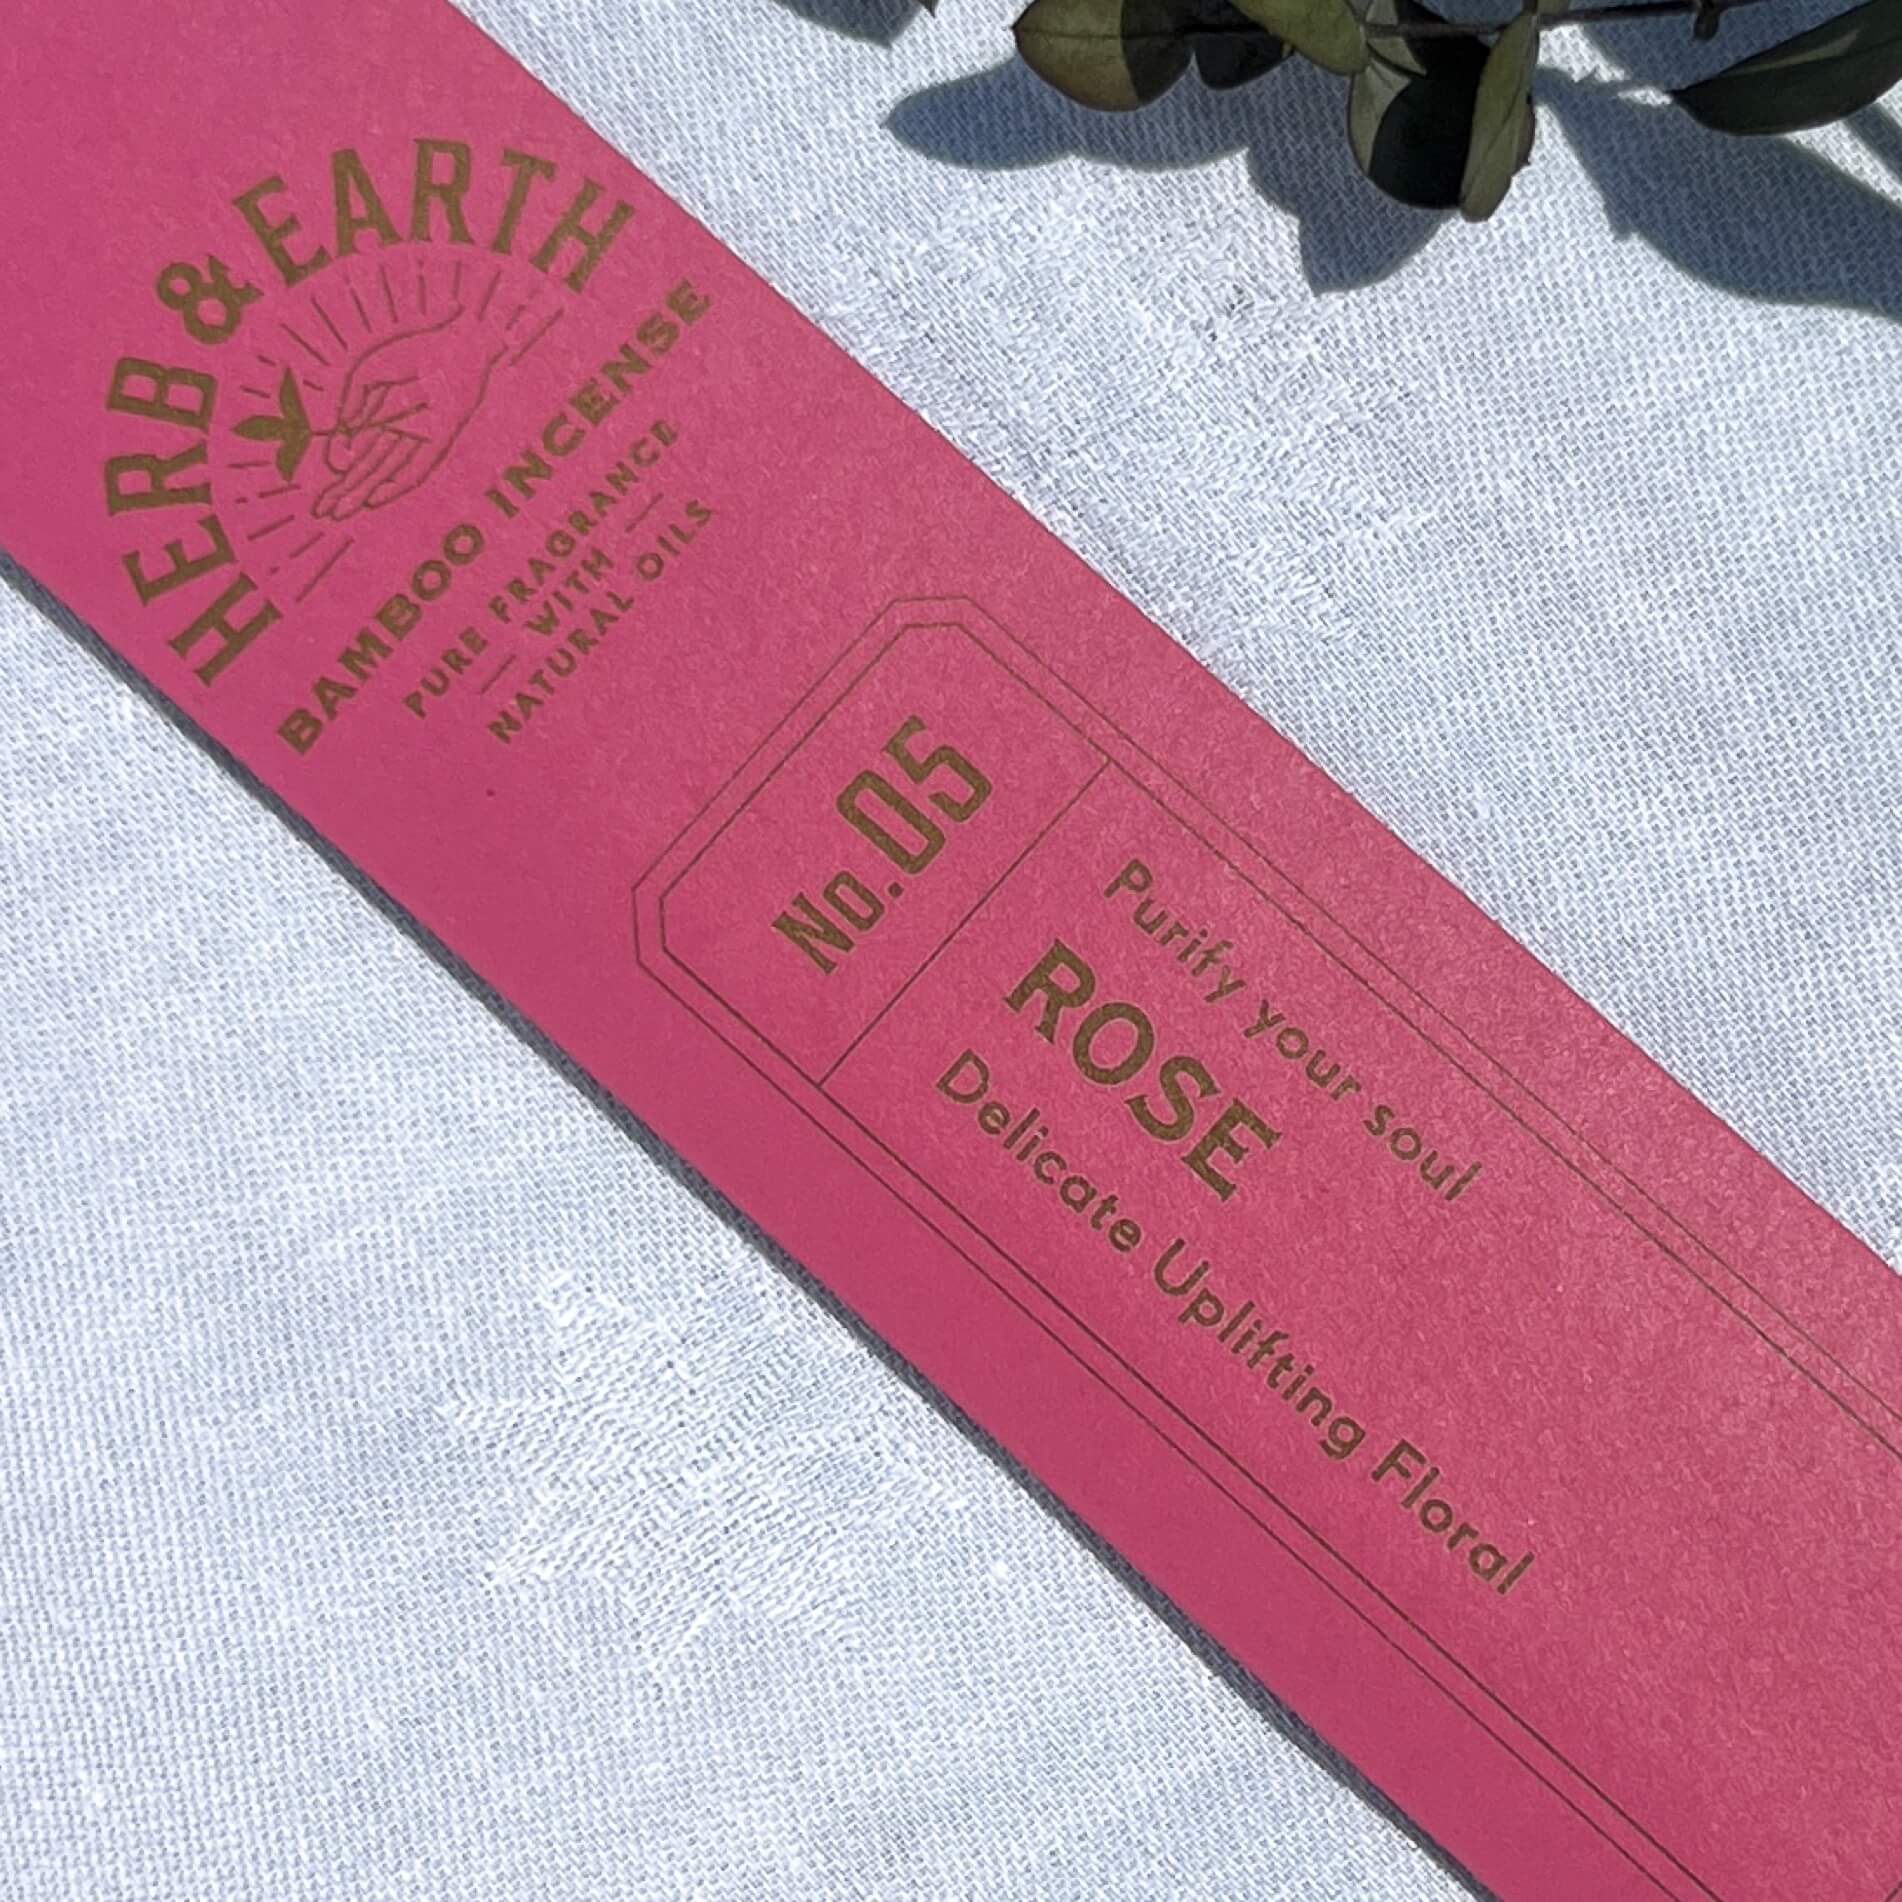 HERB & EARTH
BAMBOO INCENSE
PURE FRAGRANCE
WITH
NATURAL OILS
No.05
Purify your soul
ROSE
Delicate Uplifting Floral